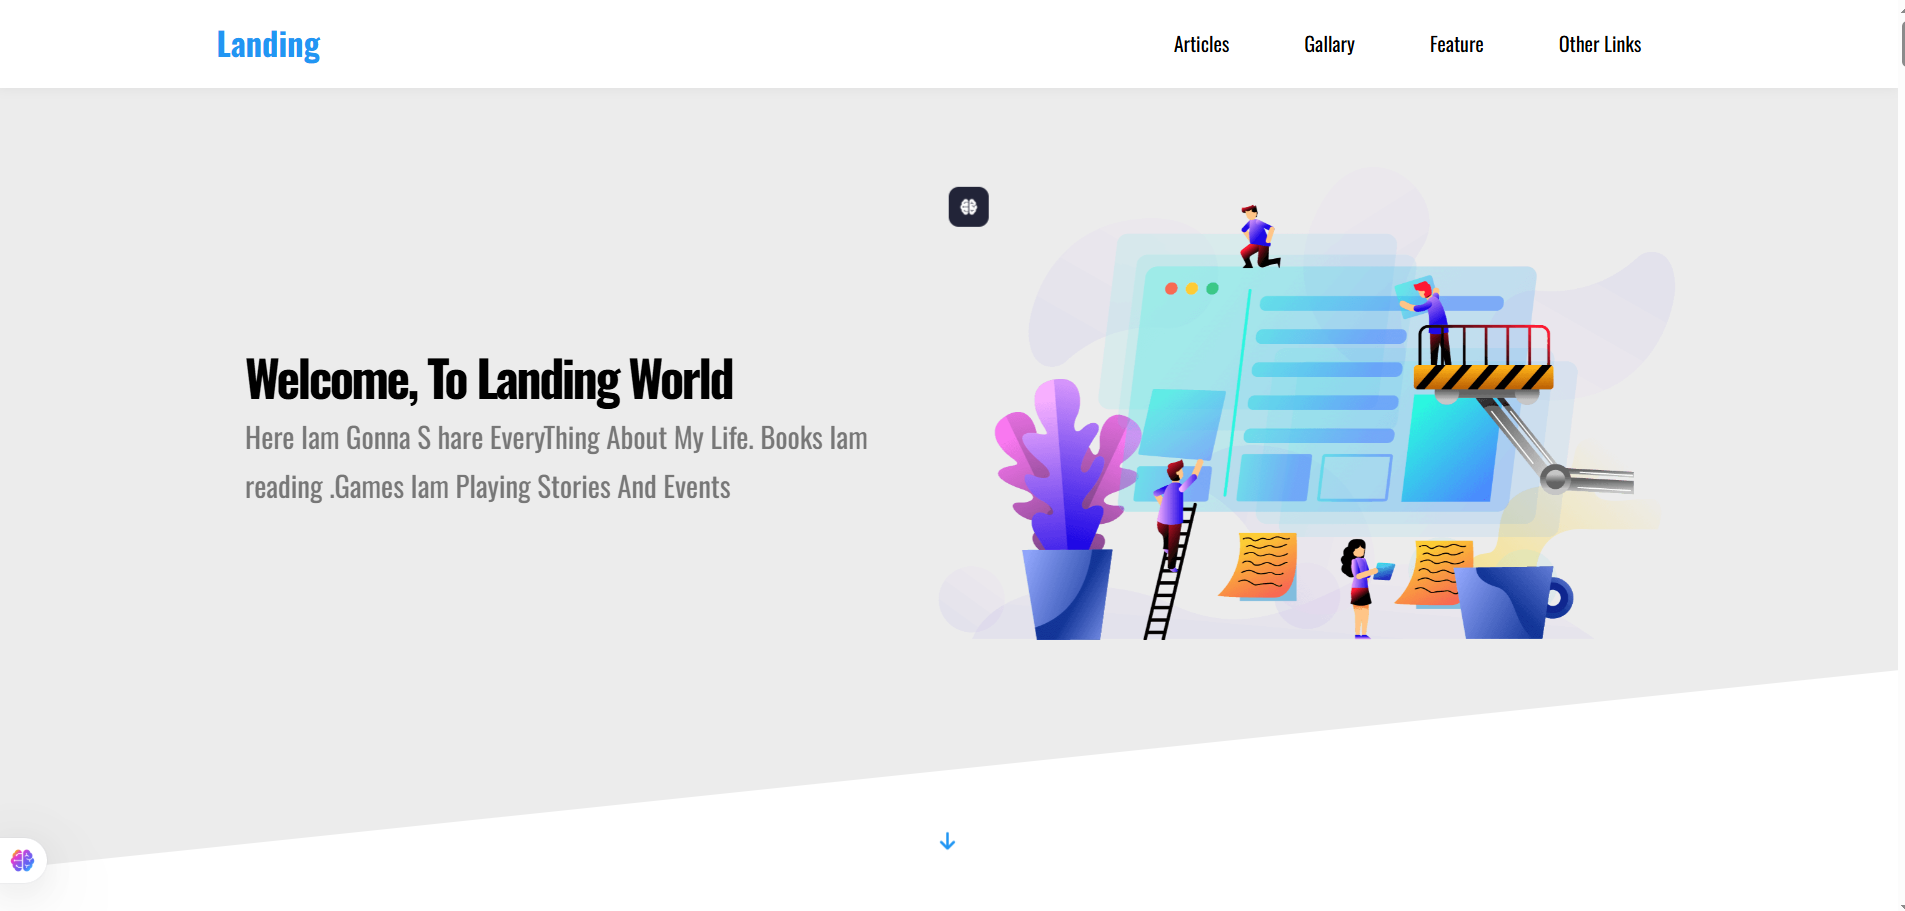 Landing
Articles
Gallary
Feature
Other Links
Welcome, To Landing World
Here Iam Gonna S hare EveryThing About My Life. Books Iam
reading .Games Iam Playing Stories And Events